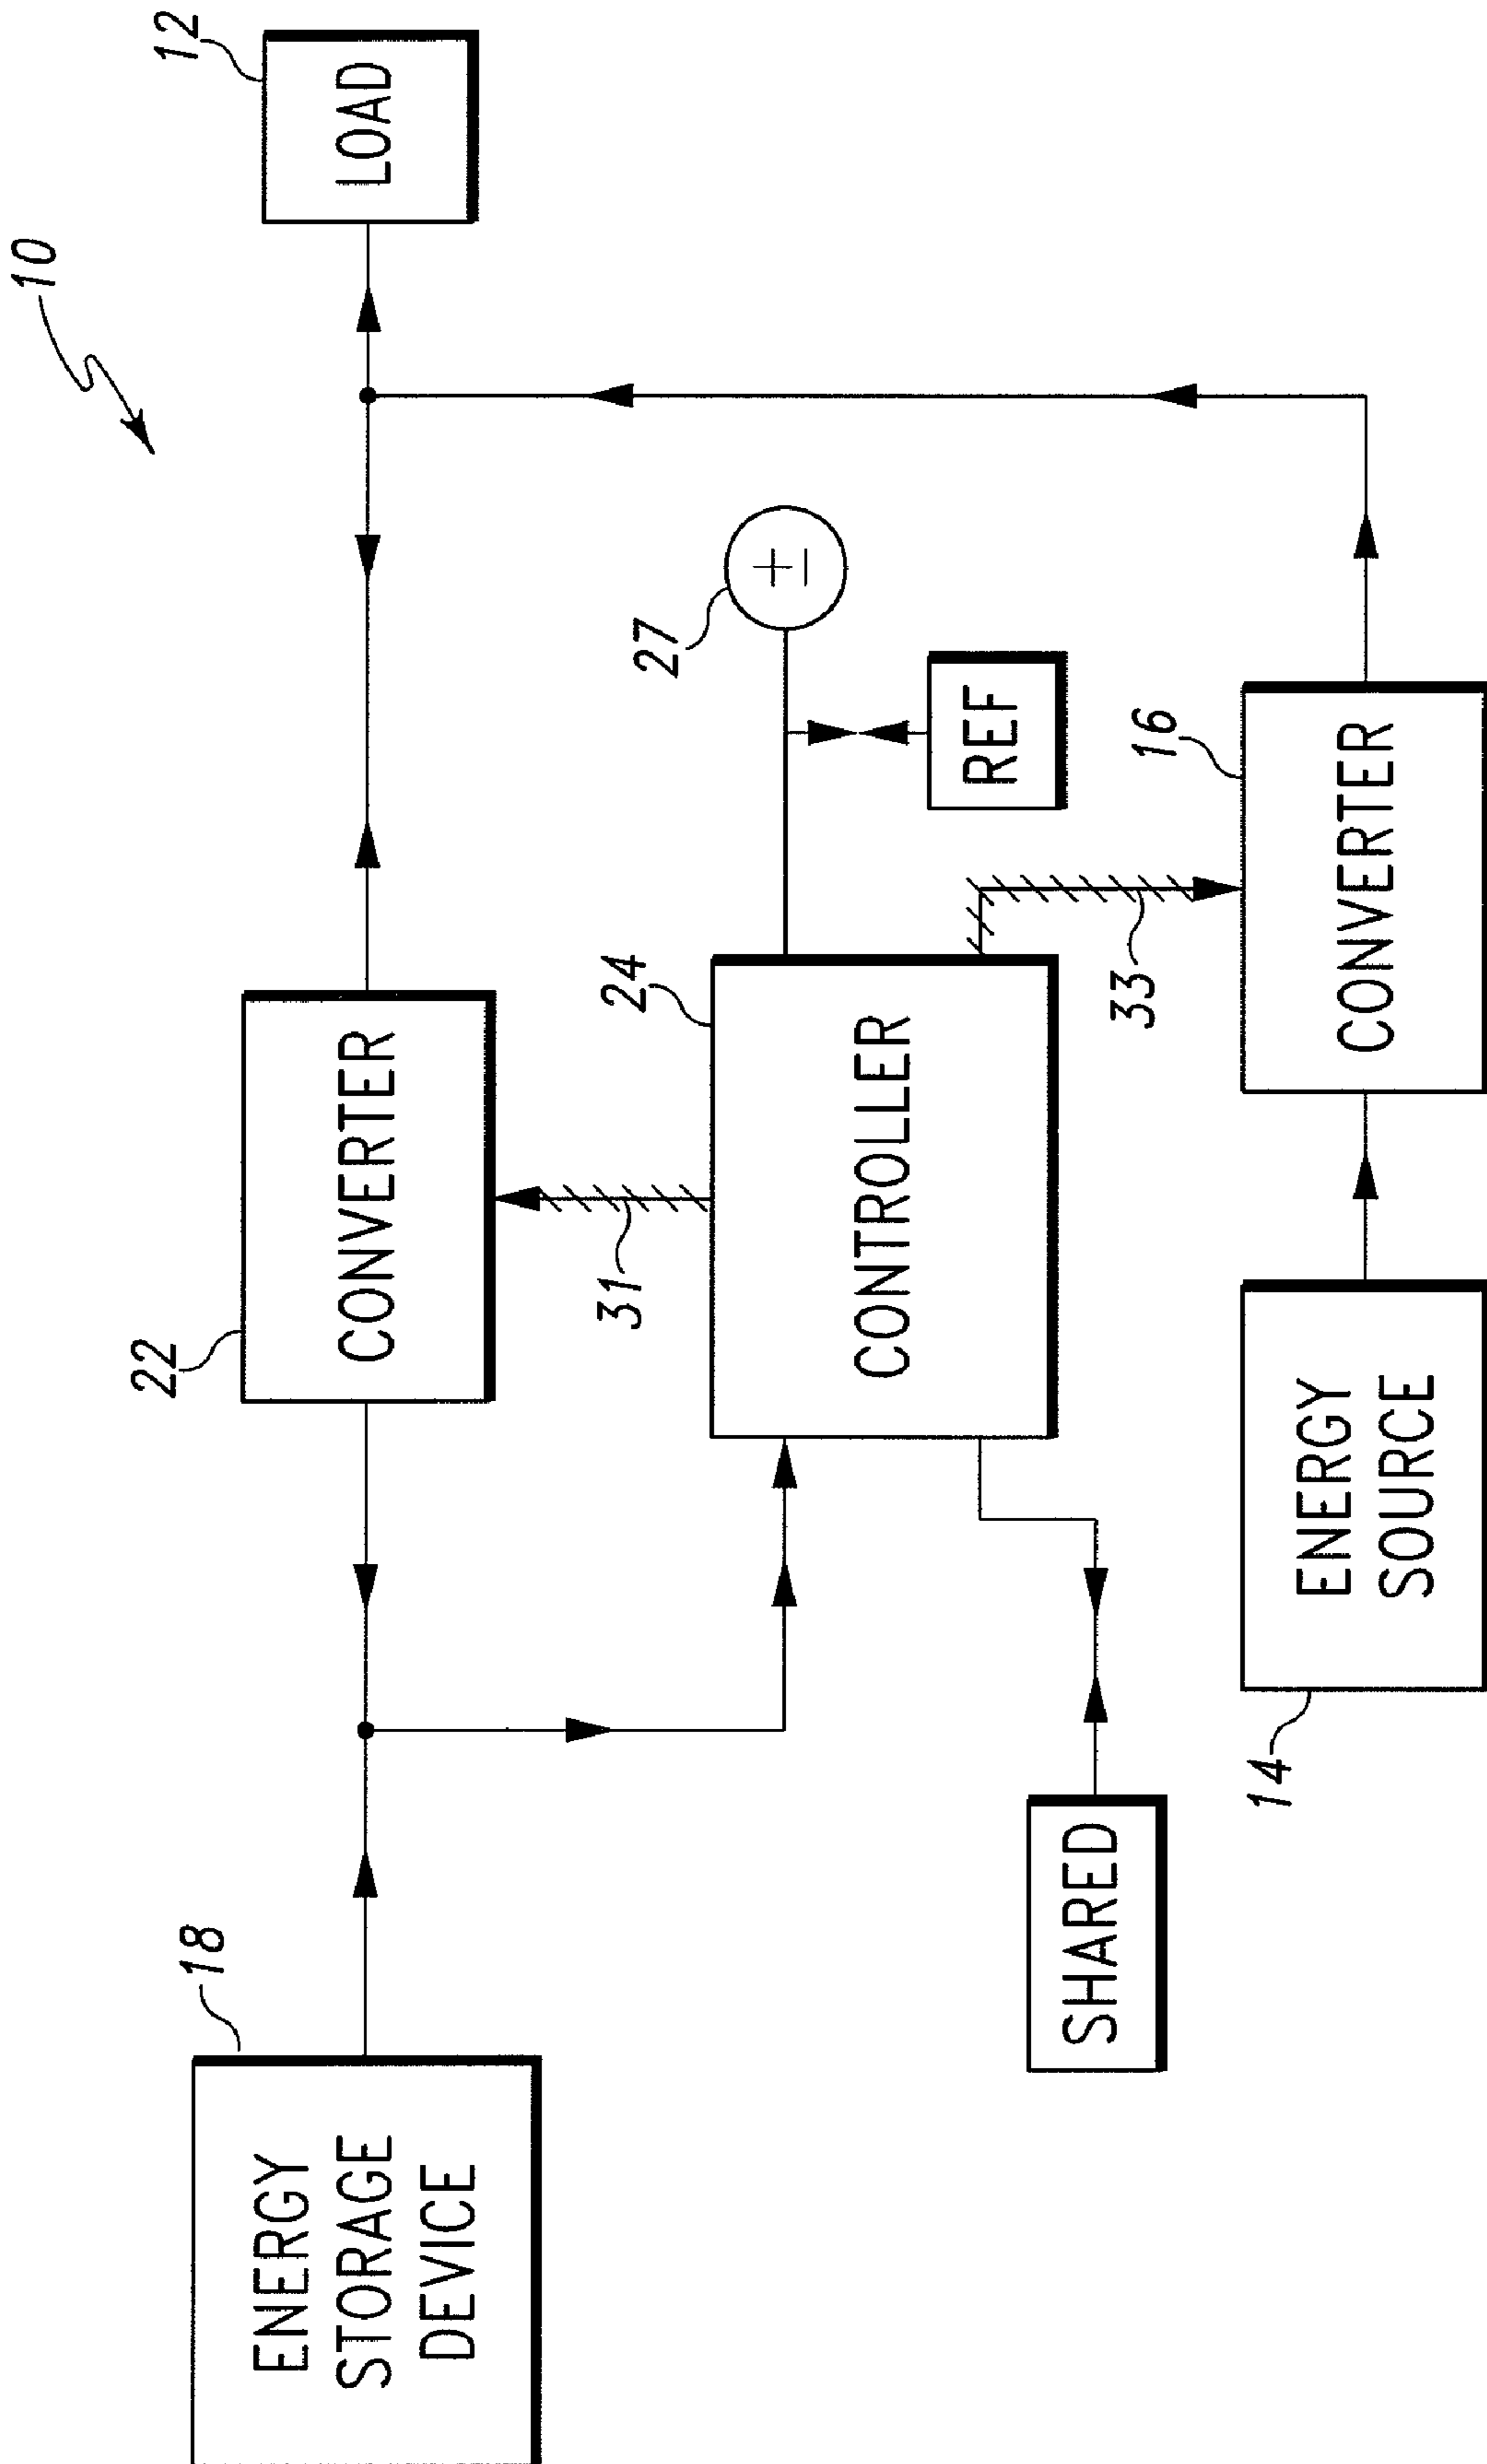 10
12
LOAD
22
CONVERTER
18
ENERGY
STORAGE
DEVICE
31
24
CONTROLLER
27
+
−
REF
33
SHARED
16
CONVERTER
14
ENERGY
SOURCE